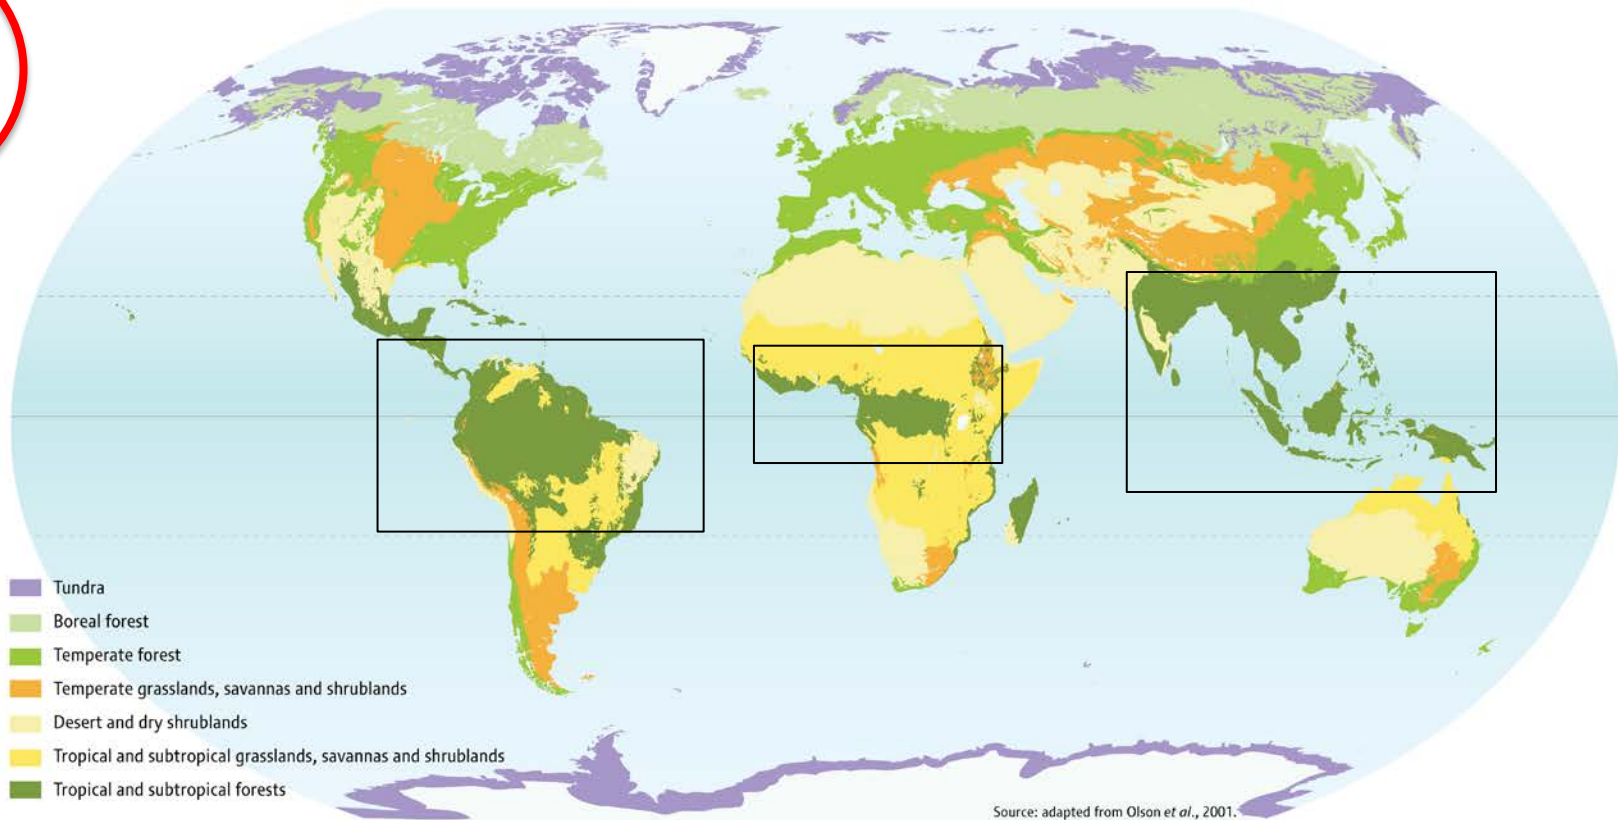 Tundra
Boreal forest
Temperate forest
Temperate grasslands, savannas and shrublands
Desert and dry shrublands
Tropical and subtropical grasslands, savannas and shrublands
Tropical and subtropical forests
Source: adapted from Olson et al., 2001.